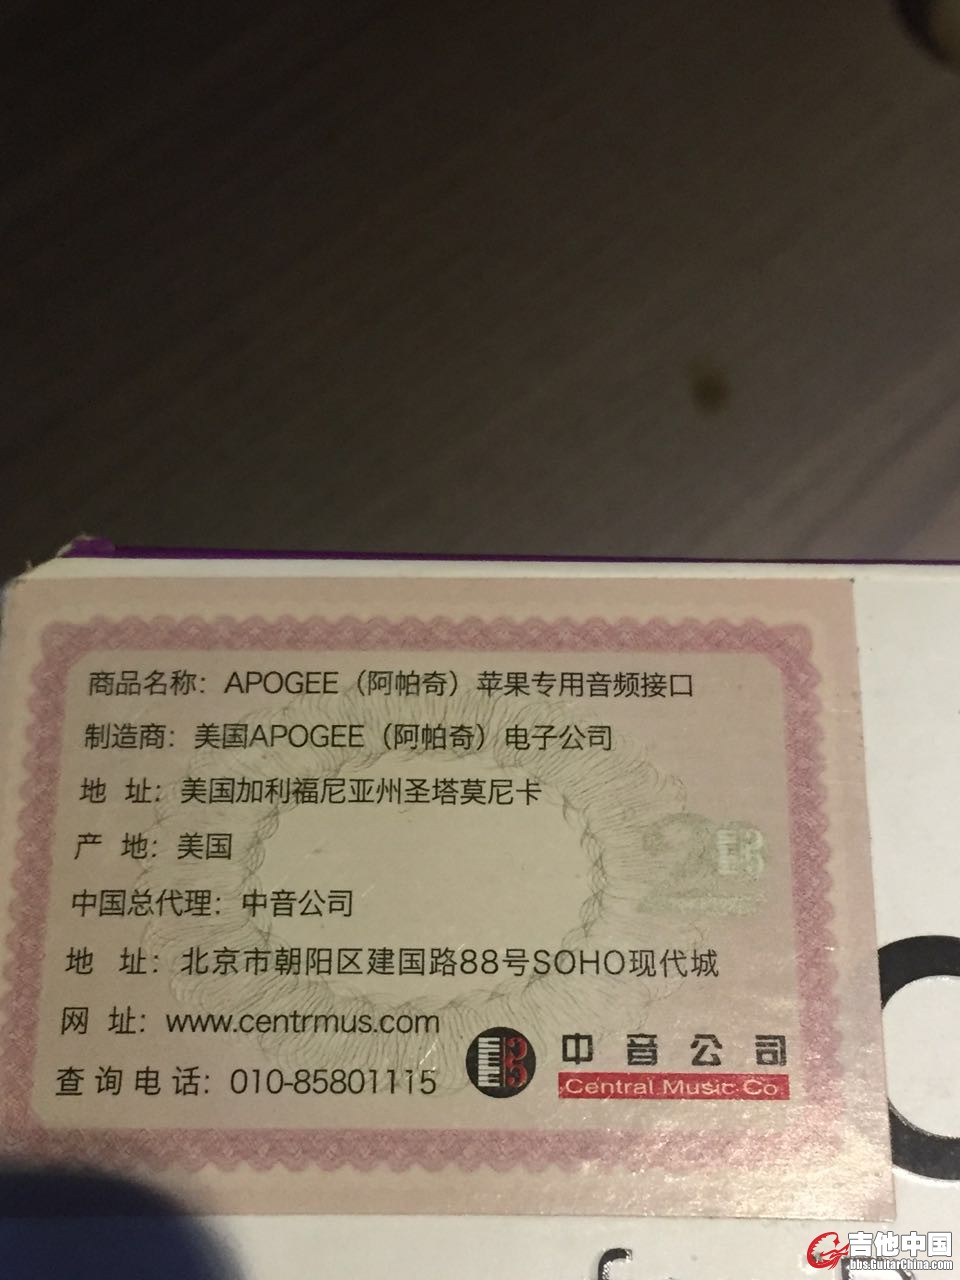 商品名称：APOGEE（阿帕奇）苹果专用音频接口
制造商：美国APOGEE（阿帕奇）电子公司
地 址：美国加利福尼亚州圣塔莫尼卡
产 地：美国
中国总代理：中音公司
地 址：北京市朝阳区建国路88号SOHO现代城
网 址：www.centrmus.com
查询电话：010-85801115
中音公司
Central Music Co.
吉他中国
bbs.GuitarChina.com